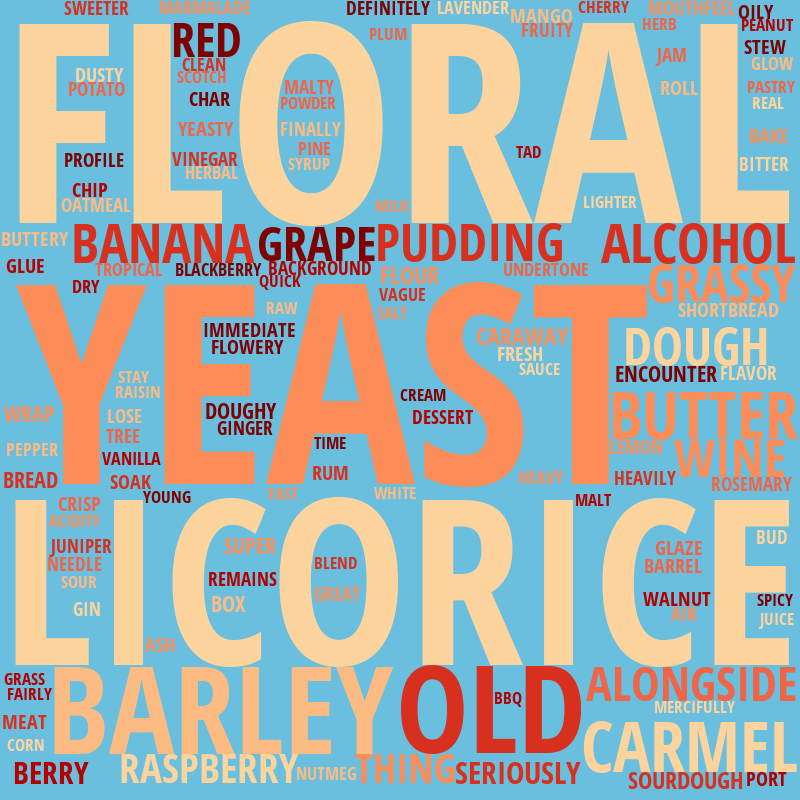 SWEETER MARMALADE DEFINITELY LAVENDER MANGO CHERRY MOUTHFEEL OILY
RED PLUM FRUITY HERB PEANUT
FLORAL
CLEAN JAM STEW
DUSTY SCOTCH GLOW
POTATO MALTY ROLL PASTRY
CHAR POWDER REAL
YEASTY FINALLY BAKE
PINE TAD
PROFILE VINEGAR SYRUP BITTER
HERBAL
CHIP
OATMEAL MILK LIGHTER
BUTTERY BANANA GRAPE PUDDING ALCOHOL
GLUE TROPICAL BLACKBERRY BACKGROUND FLOUR UNDERTONE GRASSY
DRY QUICK VAGUE
RAW SALT SHORTBREAD
YEAST
IMMEDIATE CARAWAY DOUGH
FLOWERY FRESH
STAY SAUCE ENCOUNTER FLAVOR
RAISIN CREAM
WRAP LOSE DOUGHY DESSERT BUTTER
GINGER
TREE TIME
PEPPER VANILLA LEMON WINE
BREAD SOAK RUM HEAVY HEAVILY ROSEMARY
YOUNG FAST WHITE MALT
CRISP
LICORICE
ACIDITY BUD
JUNIPER SUPER GLAZE
NEEDLE BLEND BARREL
SOUR REMAINS
GIN BOX GREAT WALNUT SPICY
AIR JUICE
ASH
GRASS BARLEY OLD ALONGSIDE
FAIRLY BBQ MERCIFULLY
MEAT
CORN CARMEL
BERRY RASPBERRY NUTMEG THING SERIOUSLY SOURDOUGH PORT